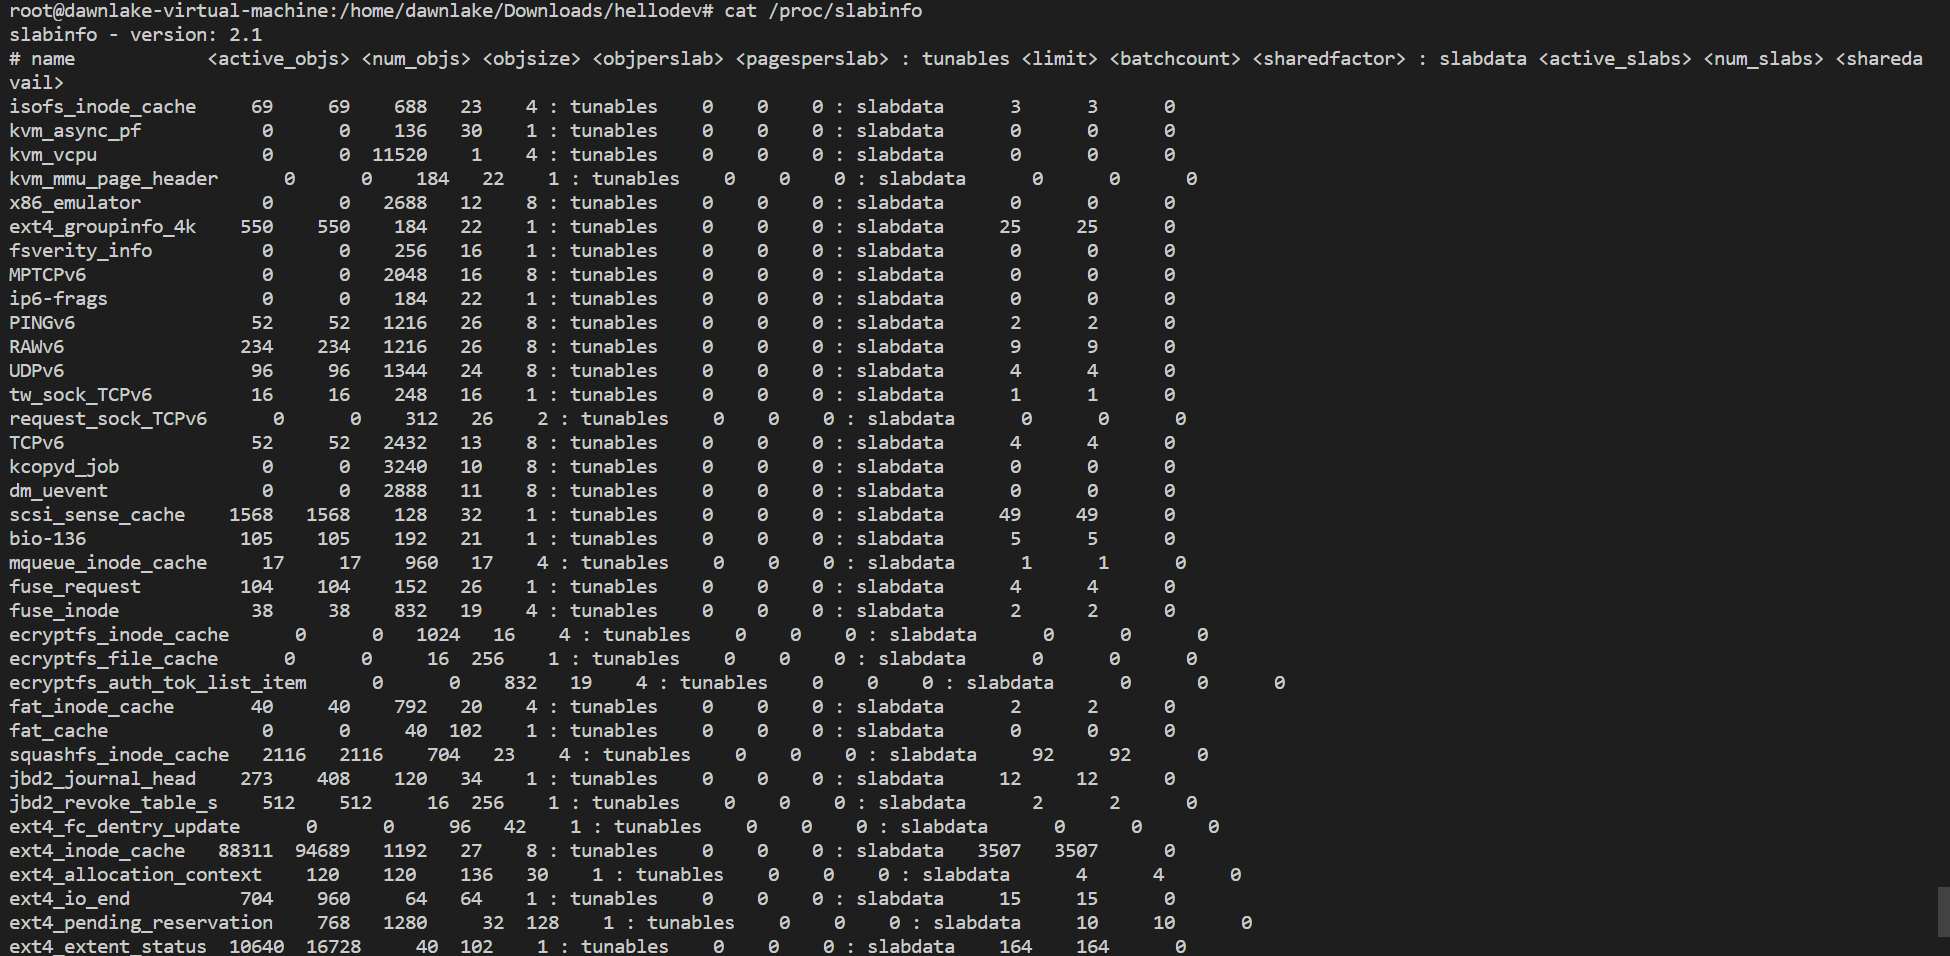 root@dawnlake-virtual-machine:/home/dawnlake/Downloads/hellodev# cat /proc/slabinfo
slabinfo - version: 2.1
# name            <active_objs> <num_objs> <objsize> <objperslab> <pagesperslab> : tunables <limit> <batchcount> <sharedfactor> : slabdata <active_slabs> <num_slabs> <shareda
vail>
isofs_inode_cache     69     69    688   23    4 : tunables    0    0    0 : slabdata      3      3      0
kvm_async_pf           0      0    136   30    1 : tunables    0    0    0 : slabdata      0      0      0
kvm_vcpu               0      0  11520    1    4 : tunables    0    0    0 : slabdata      0      0      0
kvm_mmu_page_header      0      0    184   22    1 : tunables    0    0    0 : slabdata      0      0      0
x86_emulator           0      0   2688   12    8 : tunables    0    0    0 : slabdata      0      0      0
ext4_groupinfo_4k    550    550    184   22    1 : tunables    0    0    0 : slabdata     25     25      0
fsverity_info          0      0    256   16    1 : tunables    0    0    0 : slabdata      0      0      0
MPTCPv6                0      0   2048   16    8 : tunables    0    0    0 : slabdata      0      0      0
ip6-frags              0      0    184   22    1 : tunables    0    0    0 : slabdata      0      0      0
PINGv6                52     52   1216   26    8 : tunables    0    0    0 : slabdata      2      2      0
RAWv6                234    234   1216   26    8 : tunables    0    0    0 : slabdata      9      9      0
UDPv6                 96     96   1344   24    8 : tunables    0    0    0 : slabdata      4      4      0
tw_sock_TCPv6         16     16    248   16    1 : tunables    0    0    0 : slabdata      1      1      0
request_sock_TCPv6      0      0    312   26    2 : tunables    0    0    0 : slabdata      0      0      0
TCPv6                 52     52   2432   13    8 : tunables    0    0    0 : slabdata      4      4      0
kcopyd_job             0      0   3240   10    8 : tunables    0    0    0 : slabdata      0      0      0
dm_uevent              0      0   2888   11    8 : tunables    0    0    0 : slabdata      0      0      0
scsi_sense_cache    1568   1568    128   32    1 : tunables    0    0    0 : slabdata     49     49      0
bio-136              105    105    192   21    1 : tunables    0    0    0 : slabdata      5      5      0
mqueue_inode_cache     17     17    960   17    4 : tunables    0    0    0 : slabdata      1      1      0
fuse_request         104    104    152   26    1 : tunables    0    0    0 : slabdata      4      4      0
fuse_inode            38     38    832   19    4 : tunables    0    0    0 : slabdata      2      2      0
ecryptfs_inode_cache      0      0   1024   16    4 : tunables    0    0    0 : slabdata      0      0      0
ecryptfs_file_cache      0      0     16  256    1 : tunables    0    0    0 : slabdata      0      0      0
ecryptfs_auth_tok_list_item      0      0    832   19    4 : tunables    0    0    0 : slabdata      0      0      0
fat_inode_cache       40     40    792   20    4 : tunables    0    0    0 : slabdata      2      2      0
fat_cache              0      0     40  102    1 : tunables    0    0    0 : slabdata      0      0      0
squashfs_inode_cache   2116   2116    704   23    4 : tunables    0    0    0 : slabdata     92     92      0
jbd2_journal_head    273    408    120   34    1 : tunables    0    0    0 : slabdata     12     12      0
jbd2_revoke_table_s    512    512     16  256    1 : tunables    0    0    0 : slabdata      2      2      0
ext4_fc_dentry_update      0      0     96   42    1 : tunables    0    0    0 : slabdata      0      0      0
ext4_inode_cache   88311  94689   1192   27    8 : tunables    0    0    0 : slabdata   3507   3507      0
ext4_allocation_context    120    120    136   30    1 : tunables    0    0    0 : slabdata      4      4      0
ext4_io_end          704    960     64   64    1 : tunables    0    0    0 : slabdata     15     15      0
ext4_pending_reservation    768   1280     32  128    1 : tunables    0    0    0 : slabdata     10     10      0
ext4_extent_status  10640  16728     40  102    1 : tunables    0    0    0 : slabdata    164    164      0